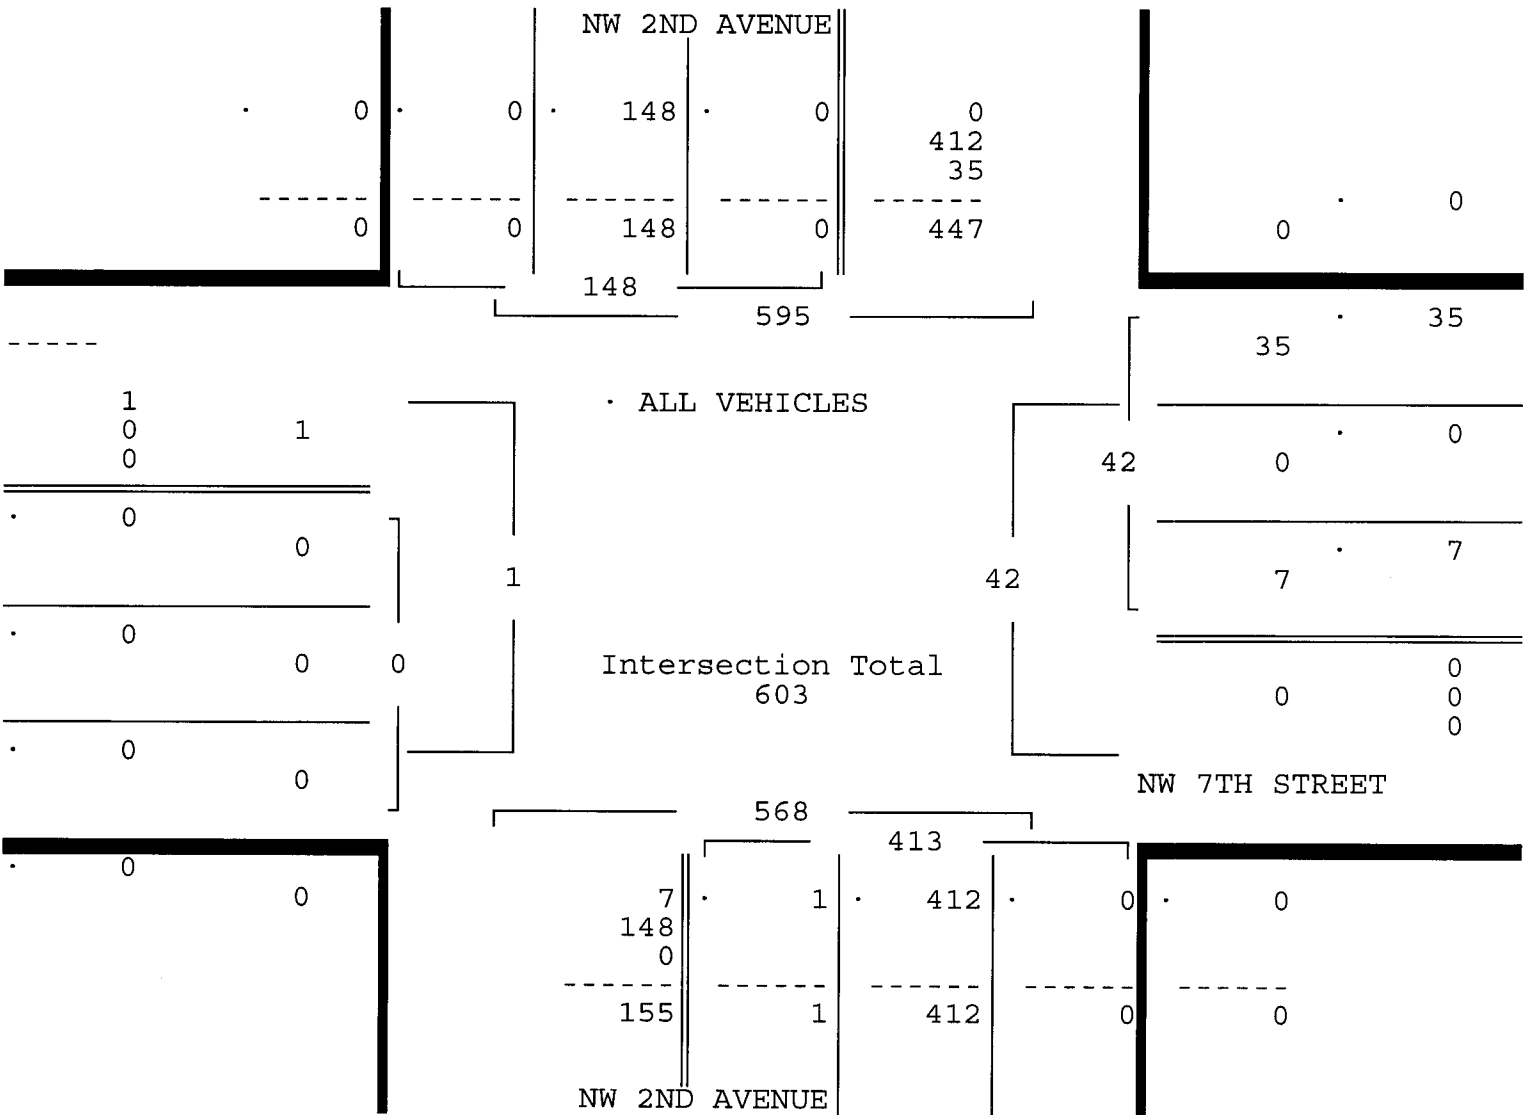 NW 2ND AVENUE
· 0 · 0 · 148 · 0 0
412
35
------ ------ ------ ------ ------ · 0
0 0 148 0 447 0
148
595 · 35
----- 35
1 · ALL VEHICLES
0 1 · 0
0 42 0
· 0
0 · 7
1 42 7
· 0
0 0 Intersection Total 0
603 0 0
0
· 0
0 NW 7TH STREET
568
413
· 0
0 7 · 1 · 412 · 0 · 0
148
0
------ ------ ------ ------ ------
155 1 412 0 0
NW 2ND AVENUE